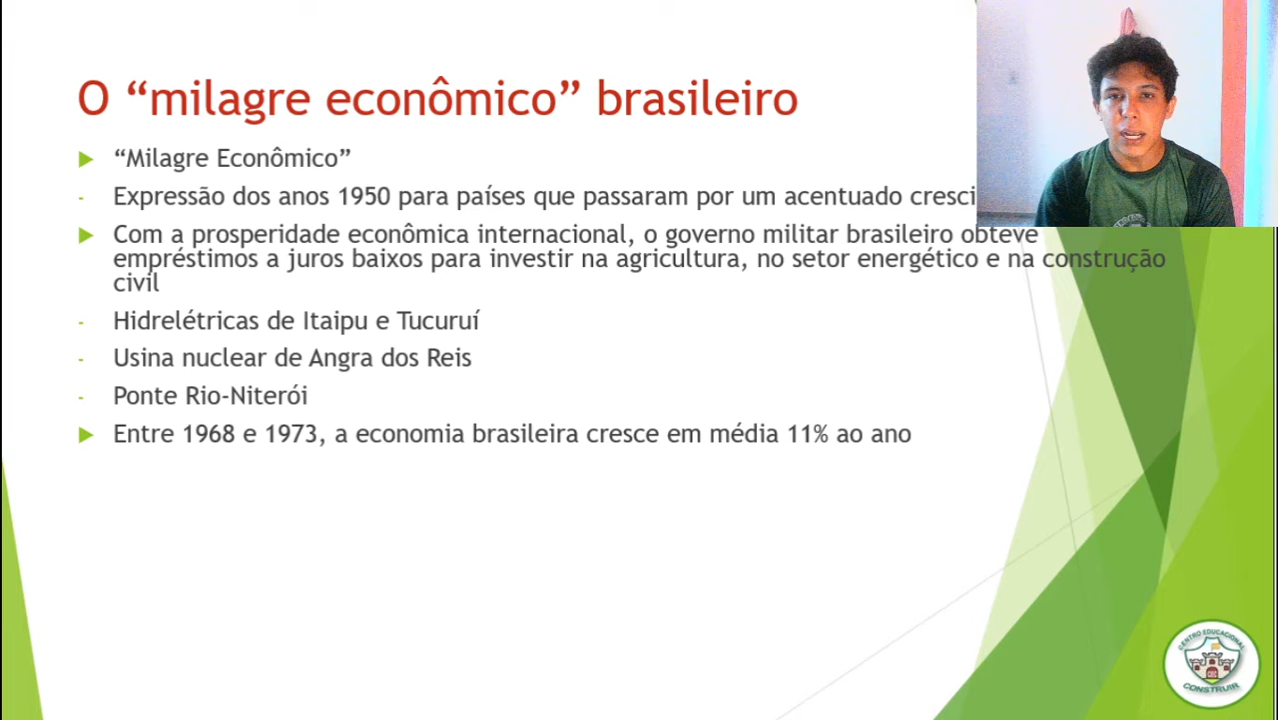 O “milagre econômico” brasileiro
“Milagre Econômico”
- Expressão dos anos 1950 para países que passaram por um acentuado cresci
Com a prosperidade econômica internacional, o governo militar brasileiro obteve
empréstimos a juros baixos para investir na agricultura, no setor energético e na construção
civil
- Hidrelétricas de Itaipu e Tucuruí
- Usina nuclear de Angra dos Reis
- Ponte Rio-Niterói
Entre 1968 e 1973, a economia brasileira cresce em média 11% ao ano
CENTRO EDUCACIONAL
CONSTRUIR